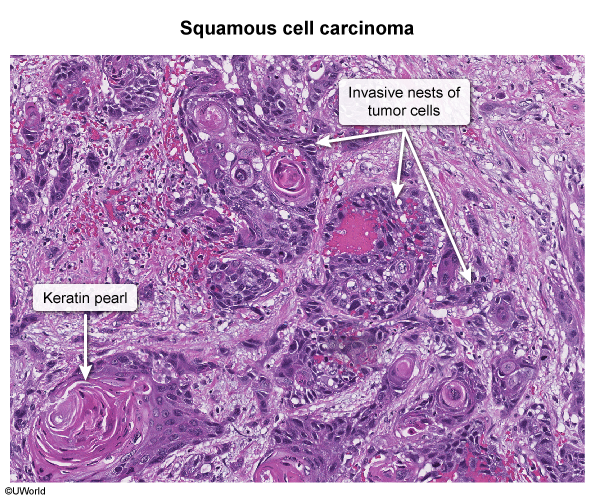 Squamous cell carcinoma
Invasive nests of
tumor cells
Keratin pearl
©UWorld